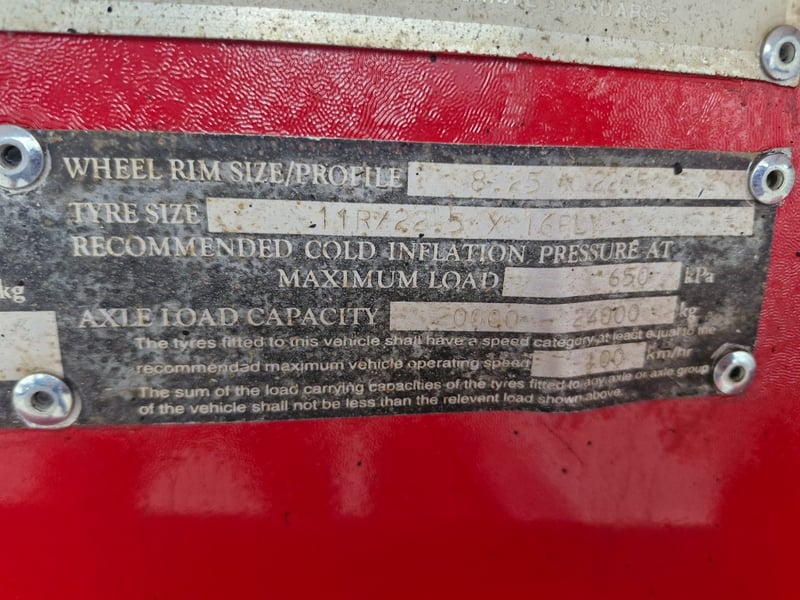 STANDARDS
WHEEL RIM SIZE/PROFILE 8.25 X 22.5
TYRE SIZE 11R/22.5 X 16PLY
RECOMMENDED COLD INFLATION PRESSURE AT
MAXIMUM LOAD 650 kPa
kg
AXLE LOAD CAPACITY 0000 24000 kg
The tyres fitted to this vehicle shall have a speed category at least equal to the
recommended maximum vehicle operating speed 100 km/hr
The sum of the load carrying capacities of the tyres fitted to any axle or axle group
of the vehicle shall not be less than the relevent load shown above.